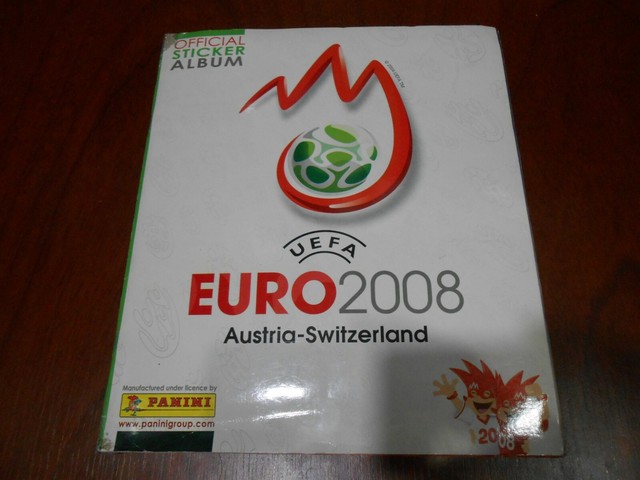 OFFICIAL
STICKER
ALBUM
UEFA
EURO2008
Austria-Switzerland
Manufactured under licence by
PANINI
www.paninigroup.com
2008